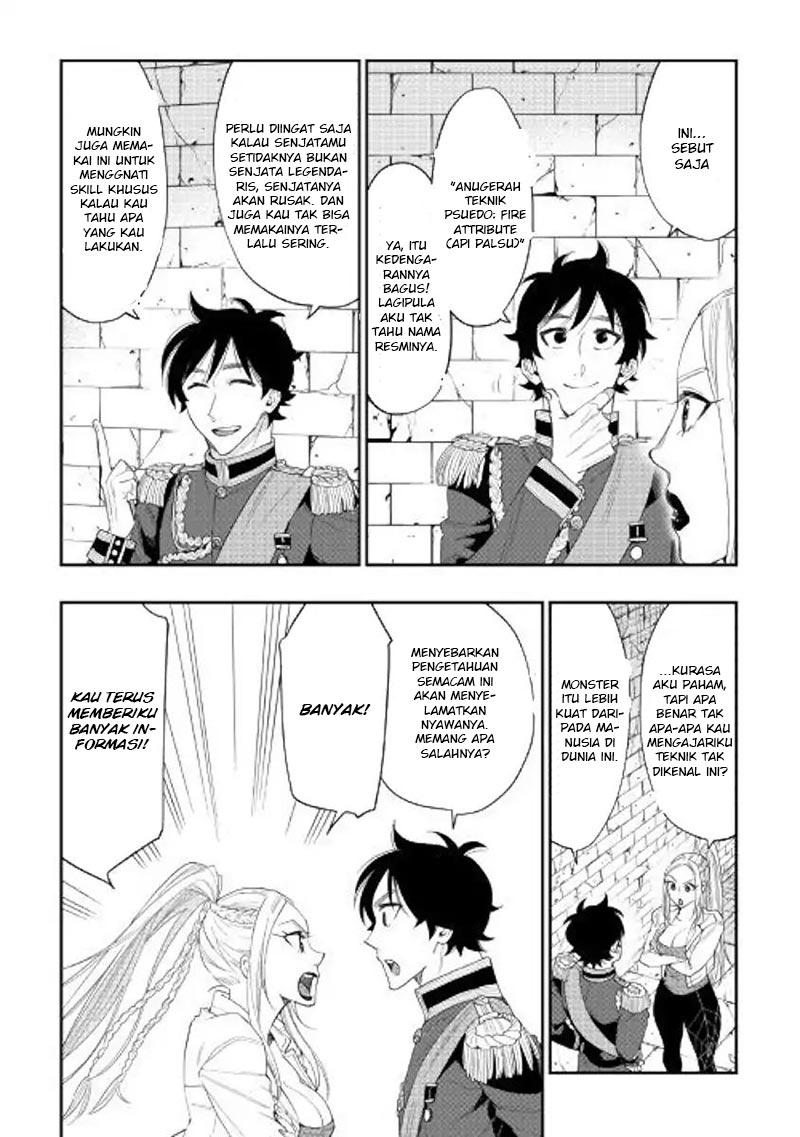 INI...
SEBUT
SAJA
"ANUGERAH
TEKNIK
PSUEDO: FIRE
ATTRIBUTE
(API PALSU)"
YA, ITU
KEDENGA-
RANNYA
BAGUS!
LAGIPULA
AKU TAK
TAHU NAMA
RESMINYA.
PERLU DIINGAT SAJA
KALAU SENJATAMU
SETIDAKNYA BUKAN
SENJATA LEGENDA-
RIS, SENJATANYA
AKAN RUSAK. DAN
JUGA KAU TAK BISA
MEMAKAINYA TER-
LALU SERING.
MUNGKIN
JUGA MEMA-
KAI INI UNTUK
MENGGNATI
SKILL KHUSUS
KALAU KAU
TAHU APA
YANG KAU
LAKUKAN.
...KURASA
AKU PAHAM,
TAPI APA
BENAR TAK
APA-APA KAU
MENGAJARIKU
TEKNIK TAK
DIKENAL INI?
MONSTER
ITU LEBIH
KUAT DARI-
PADA MA-
NUSIA DI
DUNIA INI.
MENYEBARKAN
PENGETAHUAN
SEMACAM INI
AKAN MENYE-
LAMATKAN
NYAWANYA.
MEMANG APA
SALAHNYA?
BANYAK!
KAU TERUS
MEMBERIKU
BANYAK IN-
FORMASI!